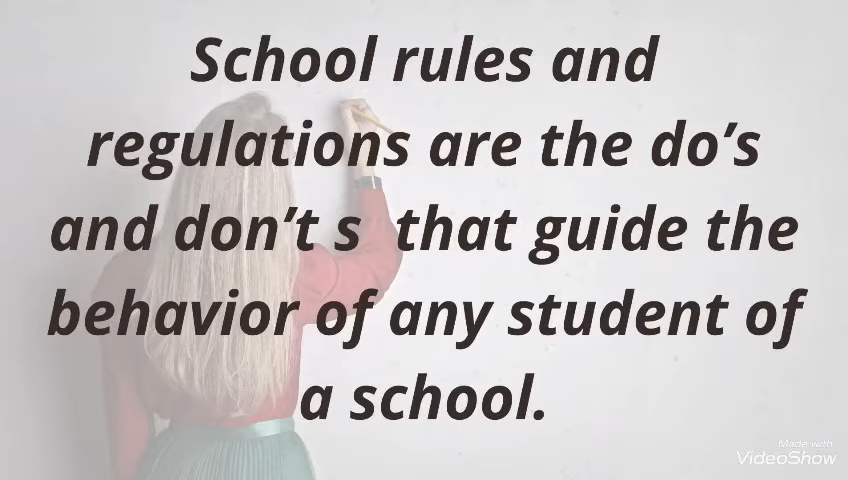 School rules and
regulations are the do’s
and don’t s  that guide the
behavior of any student of
a school.
Made with
VideoShow